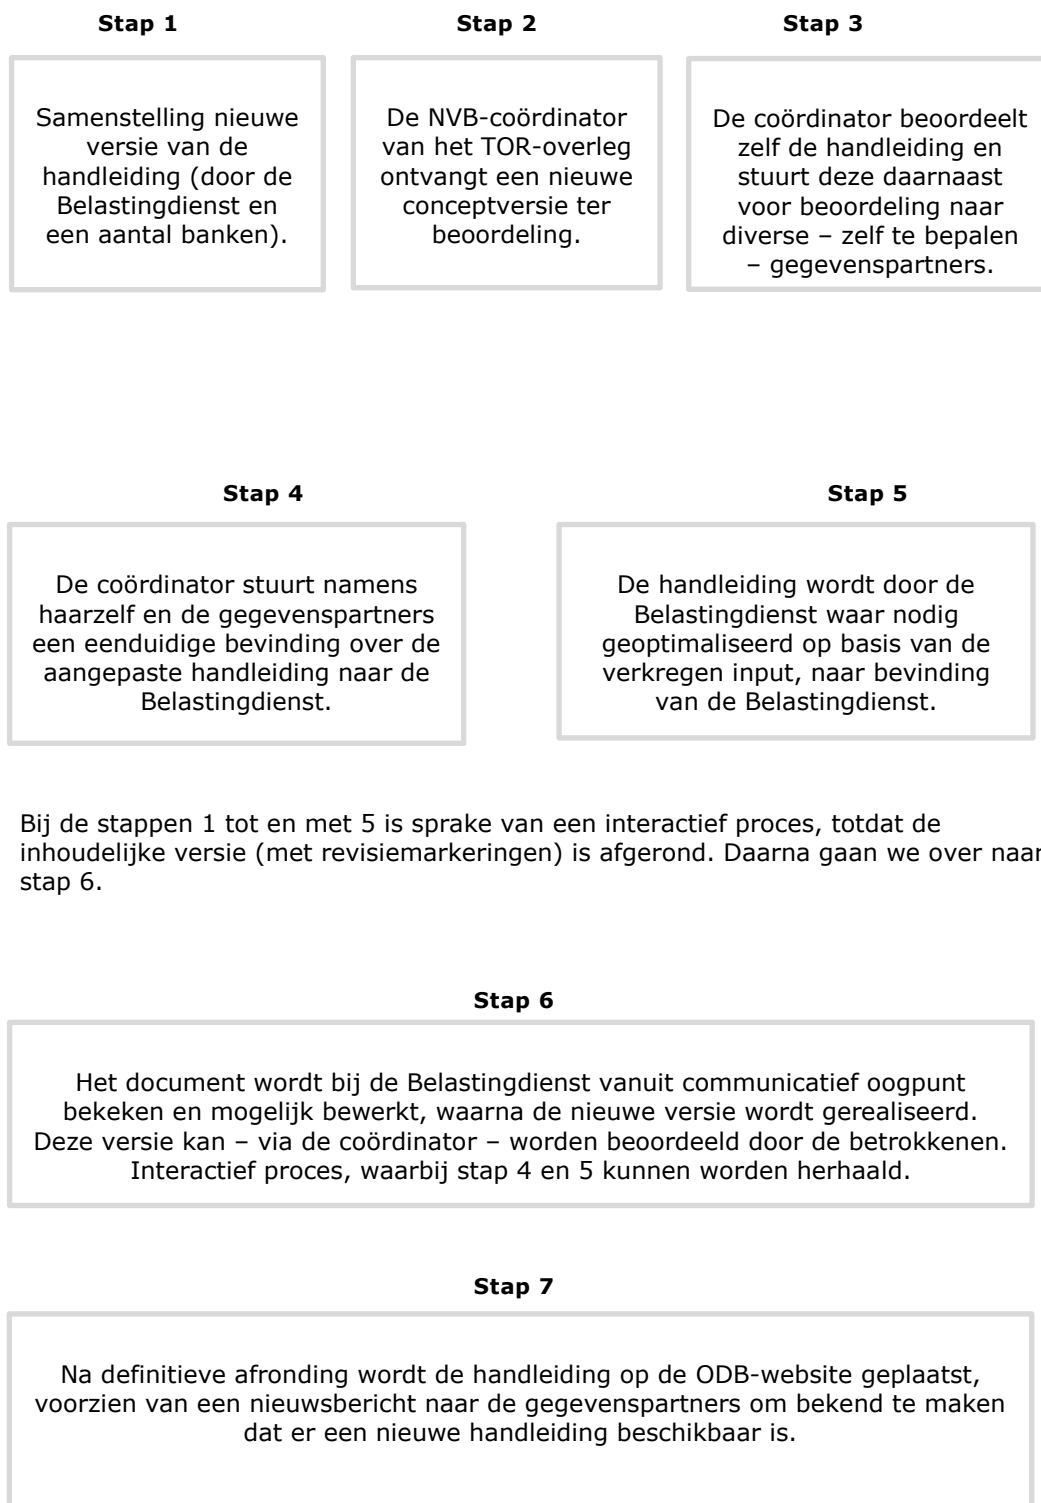 Stap 1
Samenstelling nieuwe
versie van de
handleiding (door de
Belastingdienst en
een aantal banken).
Stap 2
De NVB-coördinator
van het TOR-overleg
ontvangt een nieuwe
conceptversie ter
beoordeling.
Stap 3
De coördinator beoordeelt
zelf de handleiding en
stuurt deze daarnaast
voor beoordeling naar
diverse – zelf te bepalen
– gegevenspartners.
Stap 4
De coördinator stuurt namens
haarzelf en de gegevenspartners
een eenduidige bevinding over de
aangepaste handleiding naar de
Belastingdienst.
Stap 5
De handleiding wordt door de
Belastingdienst waar nodig
geoptimaliseerd op basis van de
verkregen input, naar bevinding
van de Belastingdienst.
Bij de stappen 1 tot en met 5 is sprake van een interactief proces, totdat de
inhoudelijke versie (met revisiemarkeringen) is afgerond. Daarna gaan we over naar
stap 6.
Stap 6
Het document wordt bij de Belastingdienst vanuit communicatief oogpunt
bekeken en mogelijk bewerkt, waarna de nieuwe versie wordt gerealiseerd.
Deze versie kan – via de coördinator – worden beoordeeld door de betrokkenen.
Interactief proces, waarbij stap 4 en 5 kunnen worden herhaald.
Stap 7
Na definitieve afronding wordt de handleiding op de ODB-website geplaatst,
voorzien van een nieuwsbericht naar de gegevenspartners om bekend te maken
dat er een nieuwe handleiding beschikbaar is.